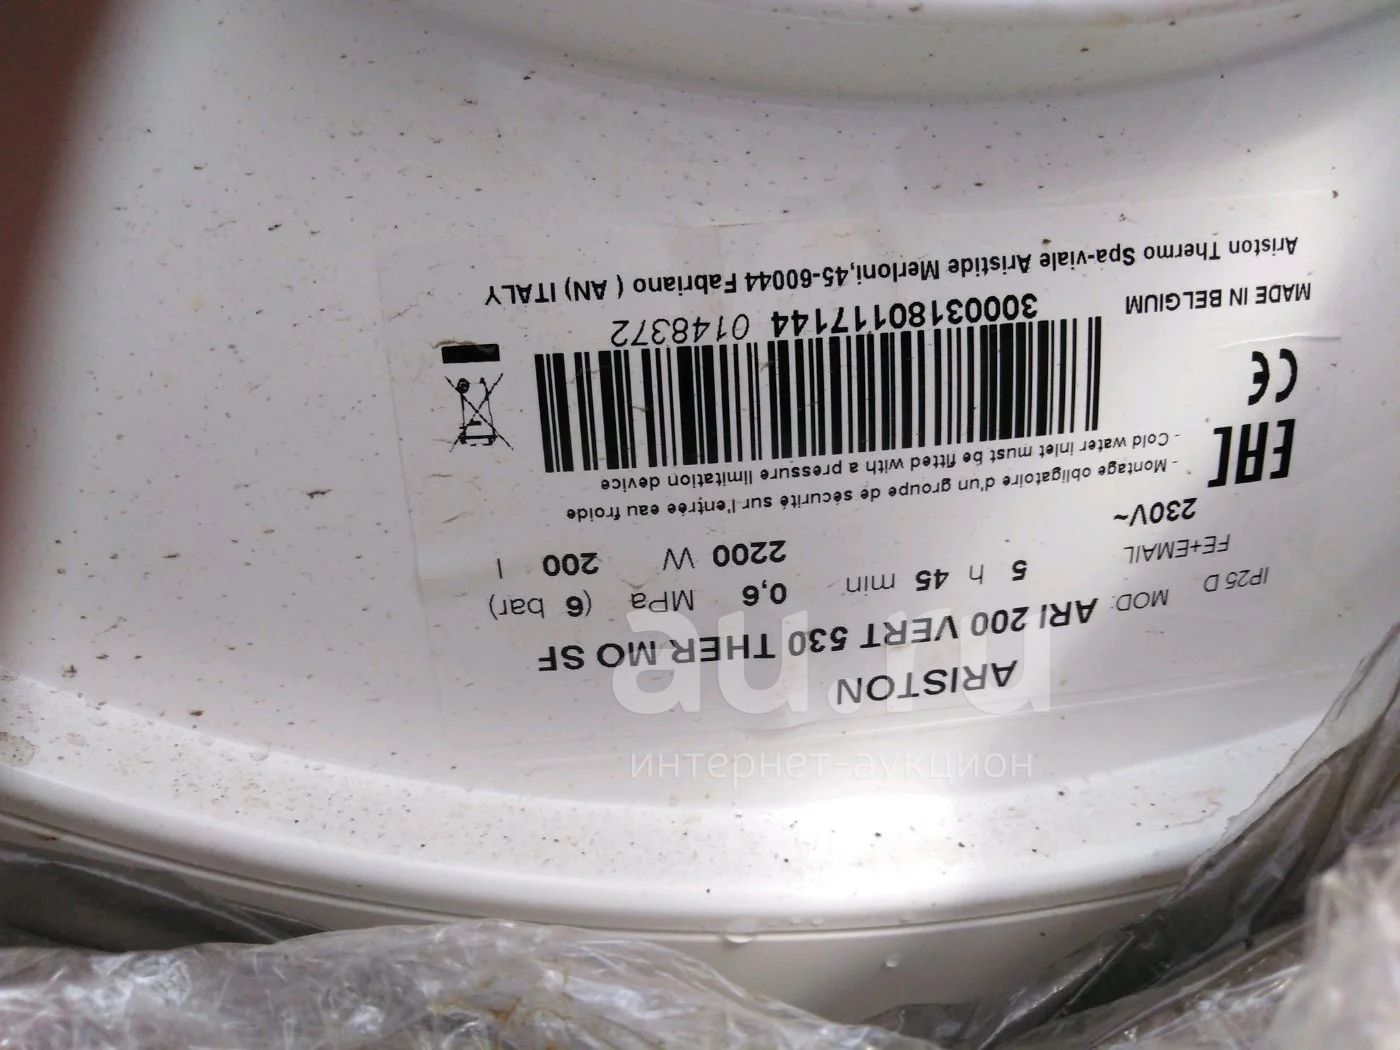 ARISTON
MOD: ARI 200 VERT 530 THER MO SF
IP25 D 5 h 45 min 0,6 MPa (6 bar)
FE+EMAIL 2200 W 200 l
230V~
- Montage obligatoire d'un groupe de sécurité sur l'entrée eau froide
- Cold water inlet must be fitted with a pressure limitation device
EAC
CE
30003180117144 0148372
MADE IN BELGIUM
Ariston Thermo Spa-viale Aristide Merloni,45-60044 Fabriano ( AN) ITALY
au.ru
интернет-аукцион